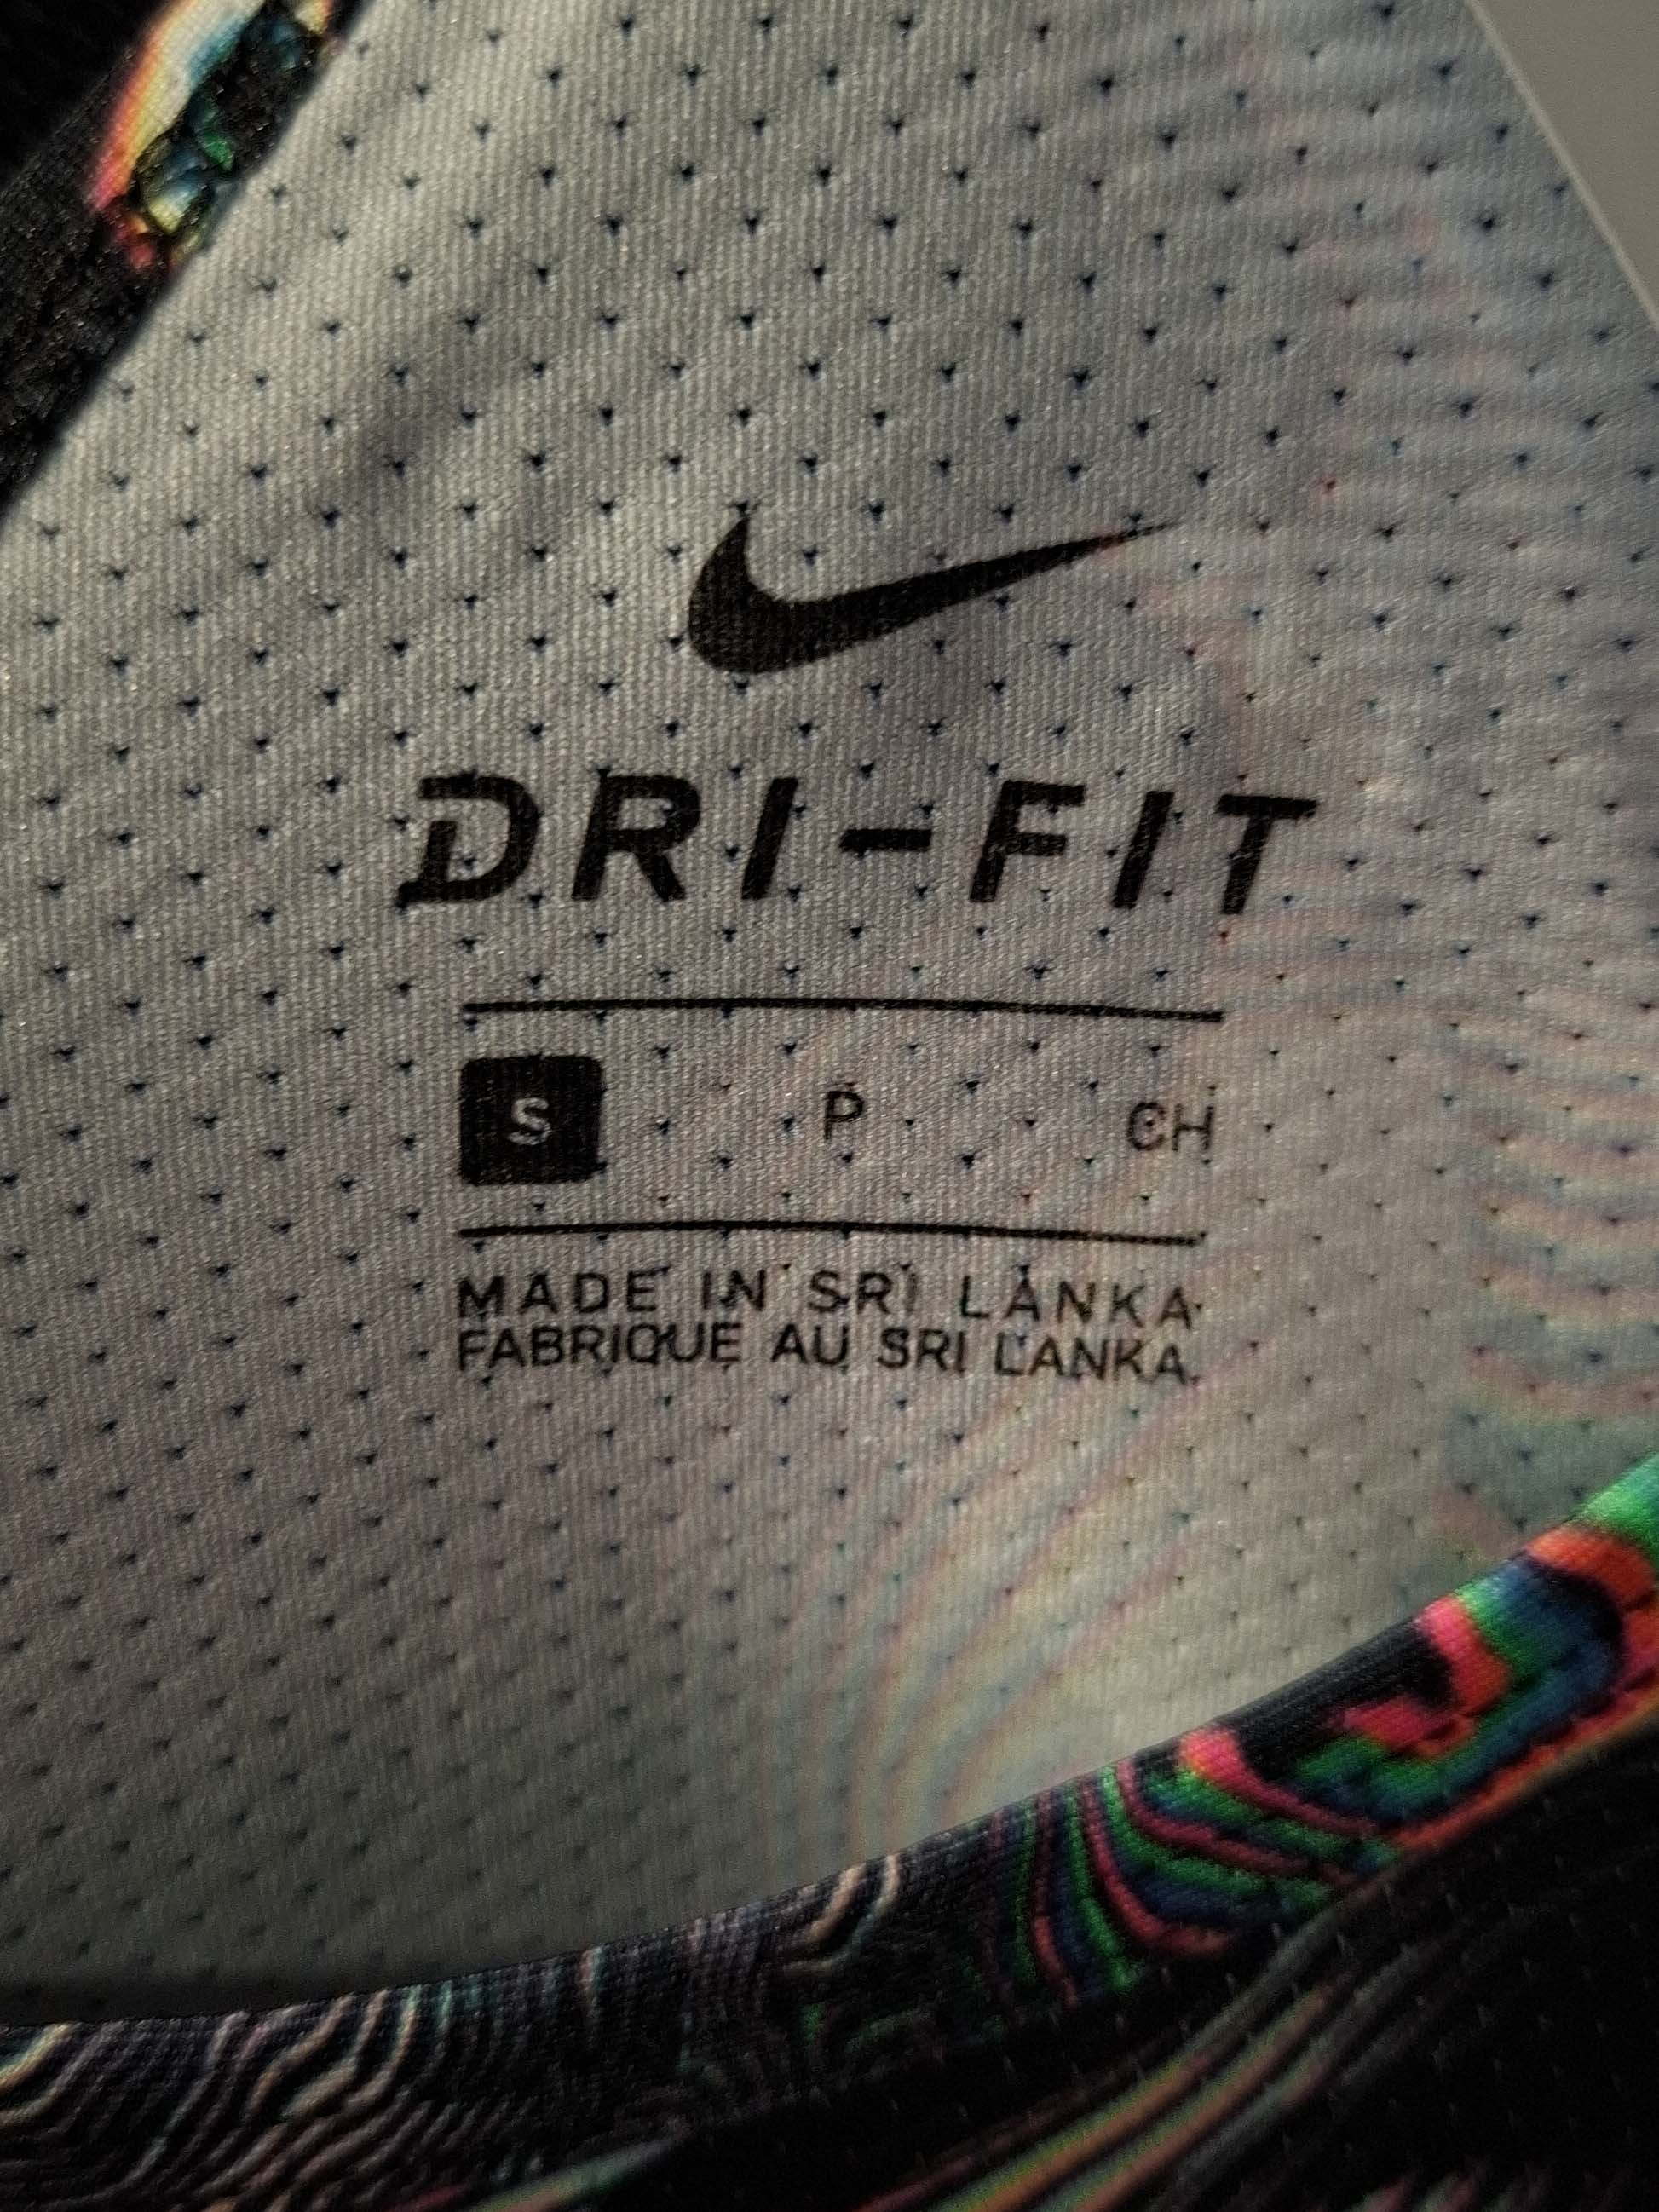 DRI-FIT
S P CH
MADE IN SRI LANKA
FABRIQUE AU SRI LANKA